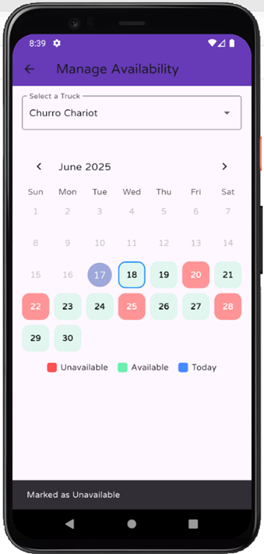 8:39
Manage Availability
Select a Truck
Churro Chariot
June 2025
Sun Mon Tue Wed Thu Fri Sat
1 2 3 4 5 6 7
8 9 10 11 12 13 14
15 16 17 18 19 20 21
22 23 24 25 26 27 28
29 30
Unavailable Available Today
Marked as Unavailable